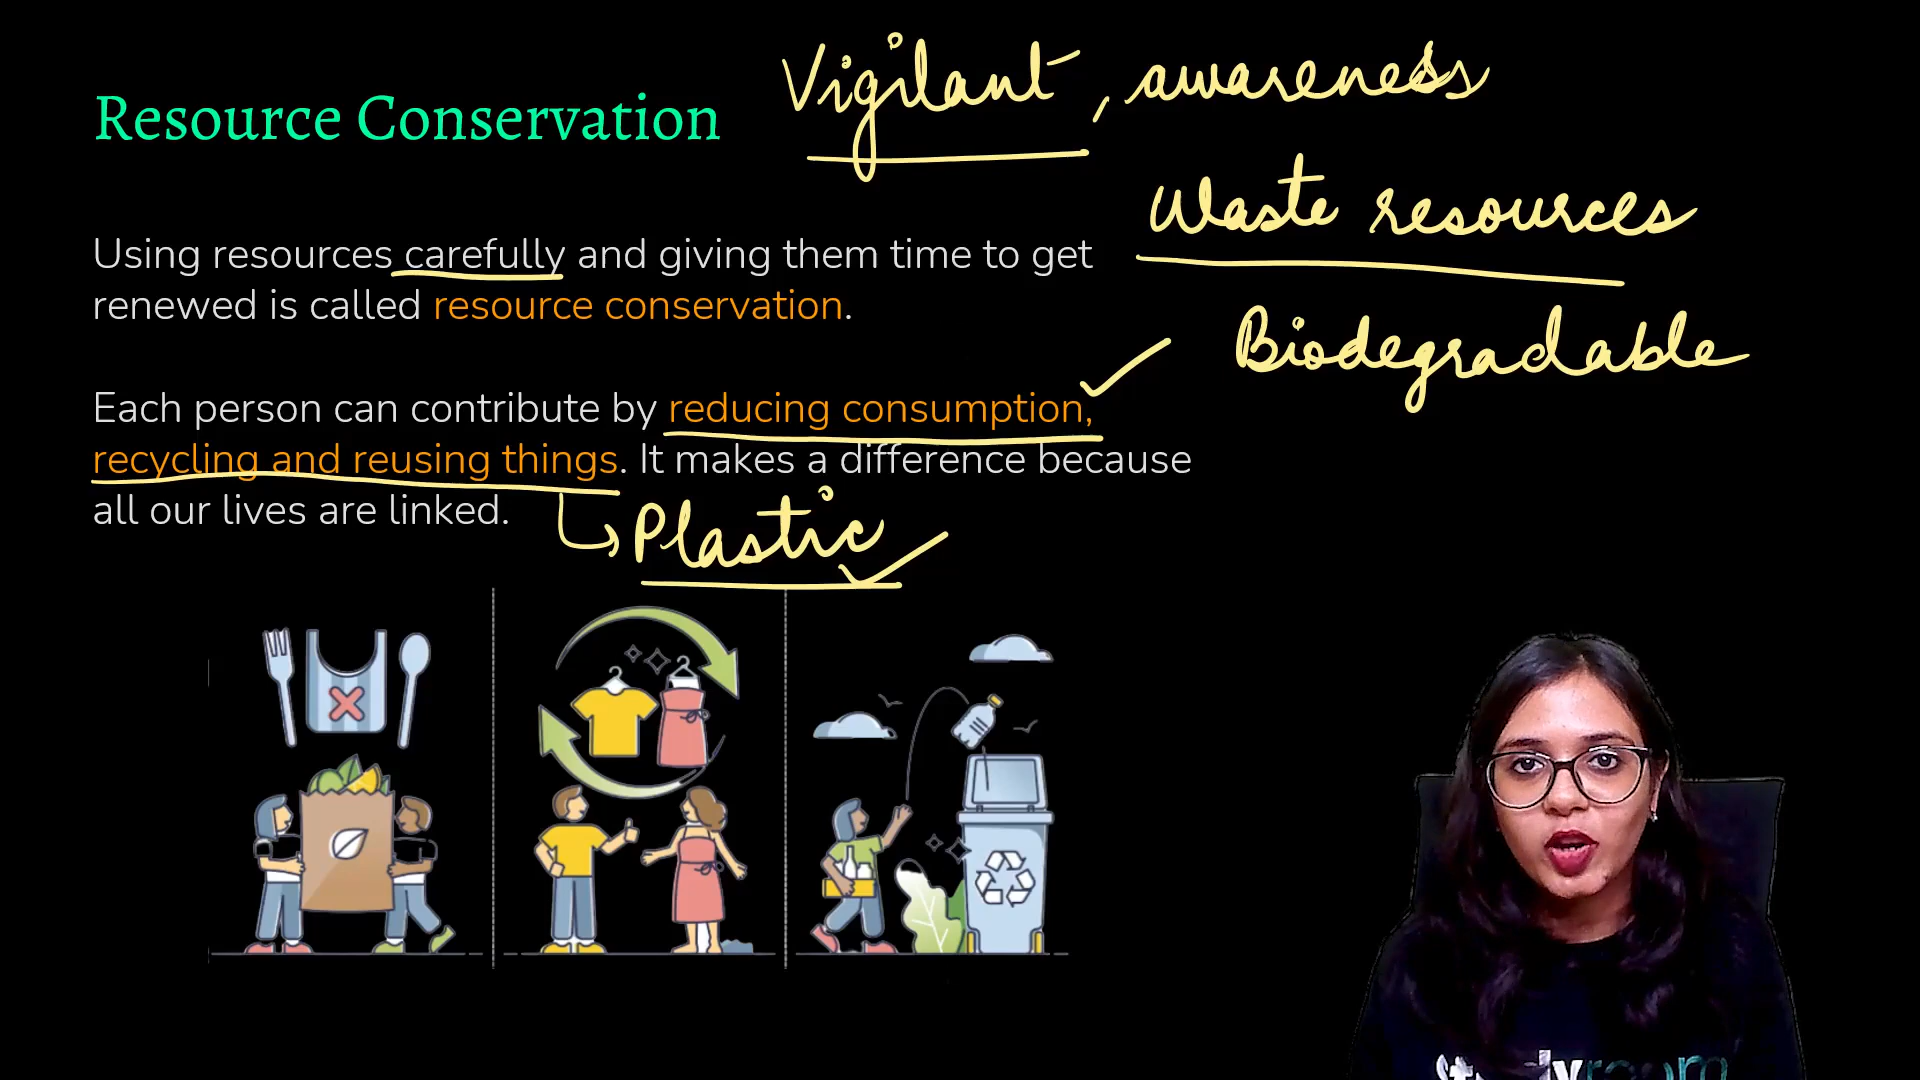 Vigilant, awareness
Resource Conservation
Waste resources
Using resources carefully and giving them time to get
renewed is called resource conservation.
Biodegradable
Each person can contribute by reducing consumption,
recycling and reusing things. It makes a difference because
all our lives are linked.
Plastic
studyroom